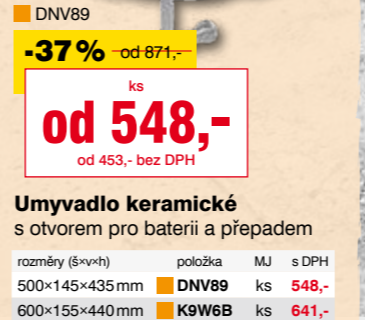 DNV89
-37% od 871,-
ks
od 548,-
od 453,- bez DPH
Umyvadlo keramické
s otvorem pro baterii a přepadem
rozměry (š×v×h) položka MJ s DPH
500×145×435 mm DNV89 ks 548,-
600×155×440 mm K9W6B ks 641,-